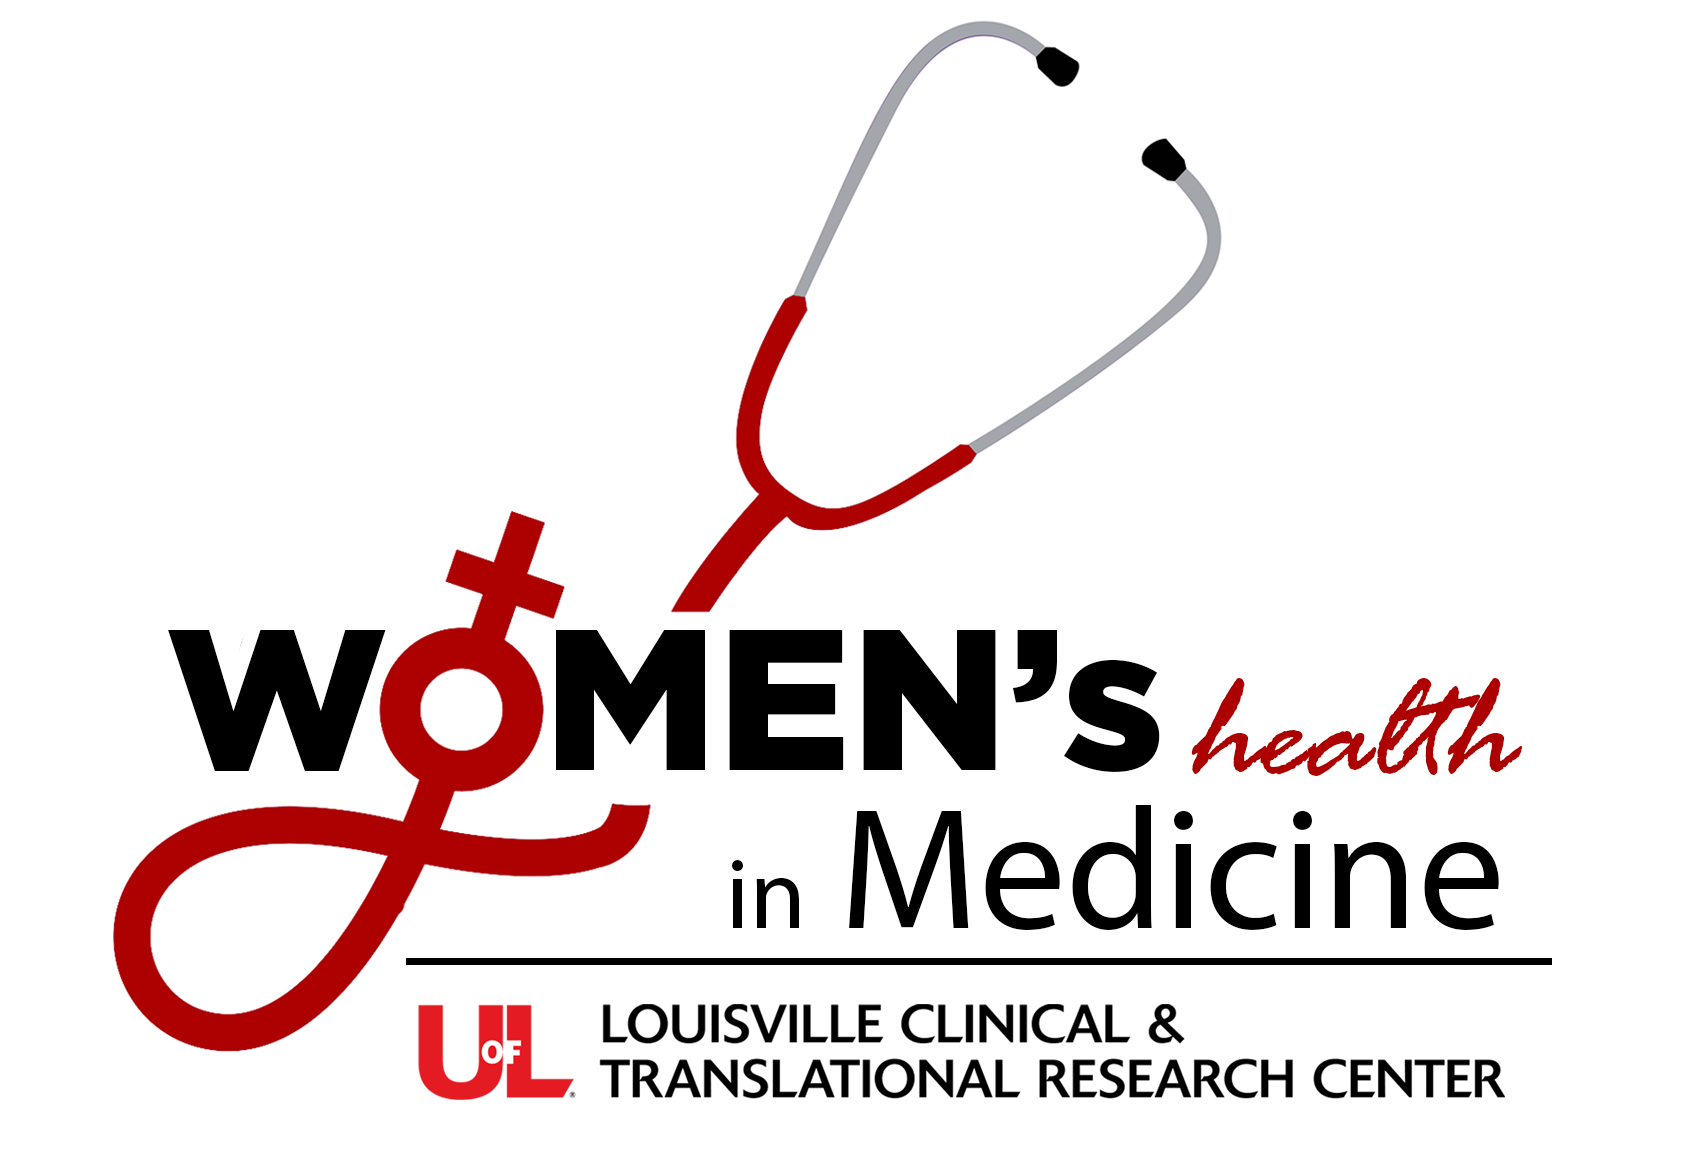 WOMEN's health
in Medicine
UofL® LOUISVILLE CLINICAL &
TRANSLATIONAL RESEARCH CENTER